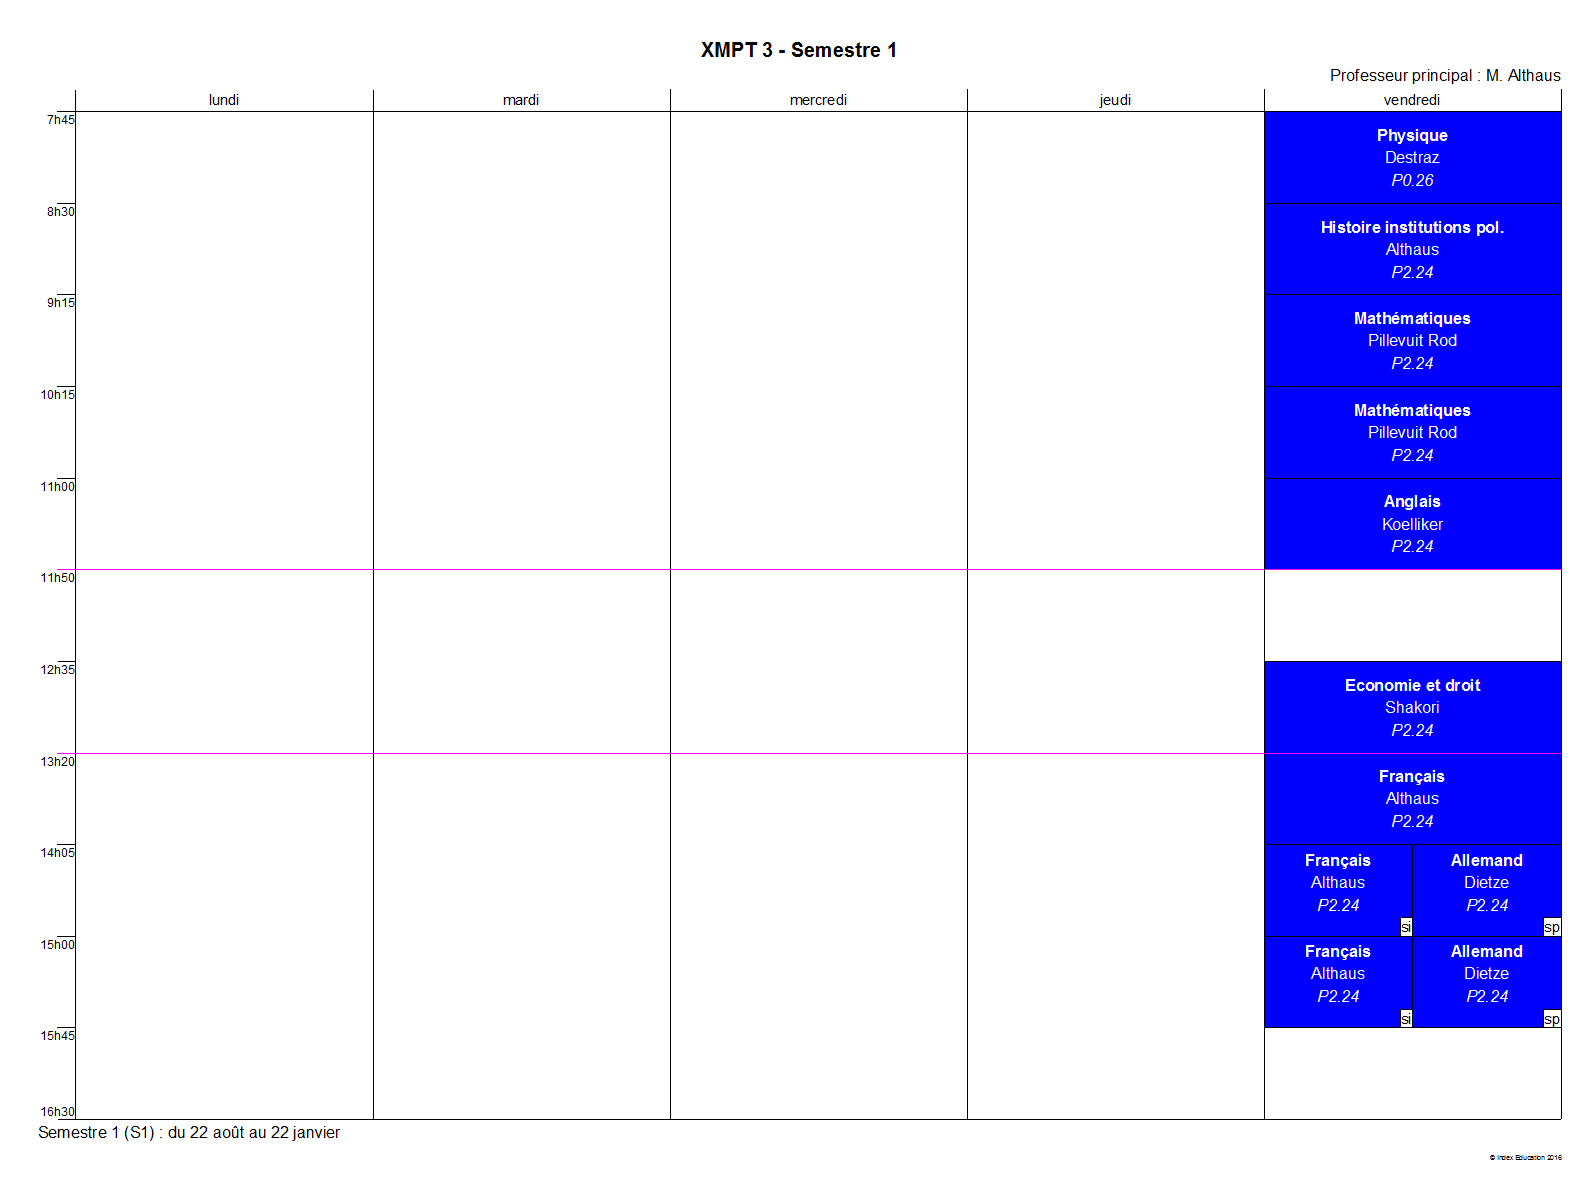 XMPT 3 - Semestre 1
Professeur principal : M. Althaus
lundi mardi mercredi jeudi vendredi
7h45
Physique
Destraz
P0.26
8h30
Histoire institutions pol.
Althaus
P2.24
9h15
Mathématiques
Pillevuit Rod
P2.24
10h15
Mathématiques
Pillevuit Rod
P2.24
11h00
Anglais
Koelliker
P2.24
11h50
12h35
Economie et droit
Shakori
P2.24
13h20
Français
Althaus
P2.24
14h05
Français Allemand
Althaus Dietze
P2.24 P2.24
si sp
15h00
Français Allemand
Althaus Dietze
P2.24 P2.24
si sp
15h45
16h30
Semestre 1 (S1) : du 22 août au 22 janvier
© Index Education 2016